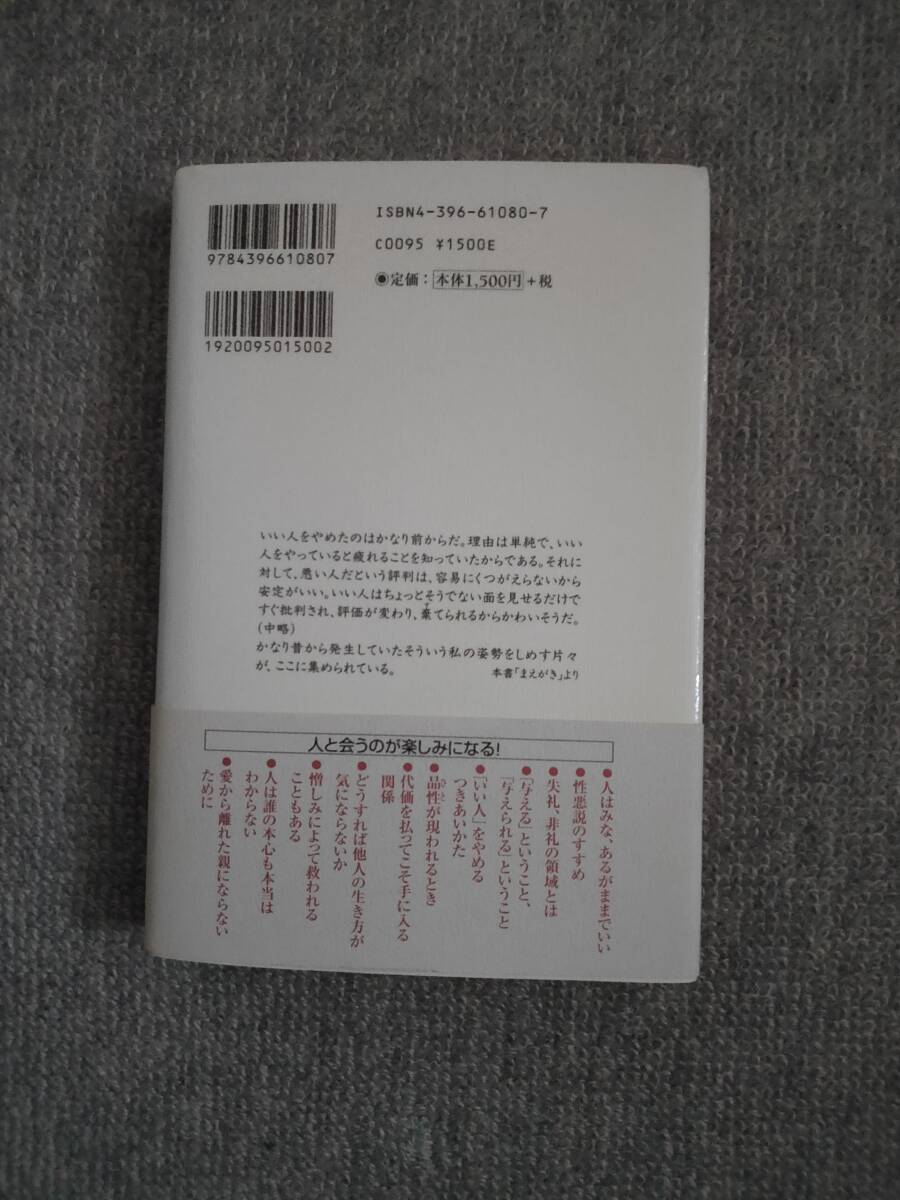 ISBN4-396-61080-7
C0095 ¥1500E
◉定価：本体1,500円+税
9784396610807
1920095015002
いい人をやめたのはかなり前からだ。理由は単純で、いい
人をやっていると疲れることを知っていたからである。それに
対して、悪い人だという評判は、容易にくつがえらないから
安定がいい。いい人はちょっとそうでない面を見せるだけで
すぐ批判され、評価が変わり、棄てられるからかわいそうだ。
（中略）
かなり昔から発生していたそういう私の姿勢をしめす片々
が、ここに集められている。
本書「まえがき」より
人と会うのが楽しみになる!
●人はみな、あるがままでいい
●性悪説のすすめ
●失礼、非礼の領域とは
●「与える」ということ、
「与えられる」ということ
●「いい人」をやめる
つきあいかた
●品性が現われるとき
●代価を払ってこそ手に入る
関係
●どうすれば他人の生き方が
気にならないか
●憎しみによって救われる
こともある
●人は誰の本心も本当は
わからない
●愛から離れた親にならない
ために